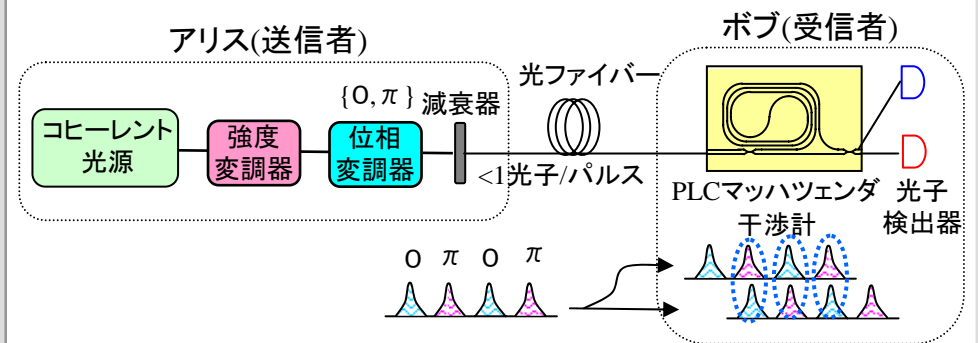 アリス(送信者)
ボブ(受信者)
光ファイバー
{0,π}
減衰器
コヒーレント
光源
強度
変調器
位相
変調器
<1光子/パルス
PLCマッハツェンダ
干渉計
光子
検出器
0 π 0 π